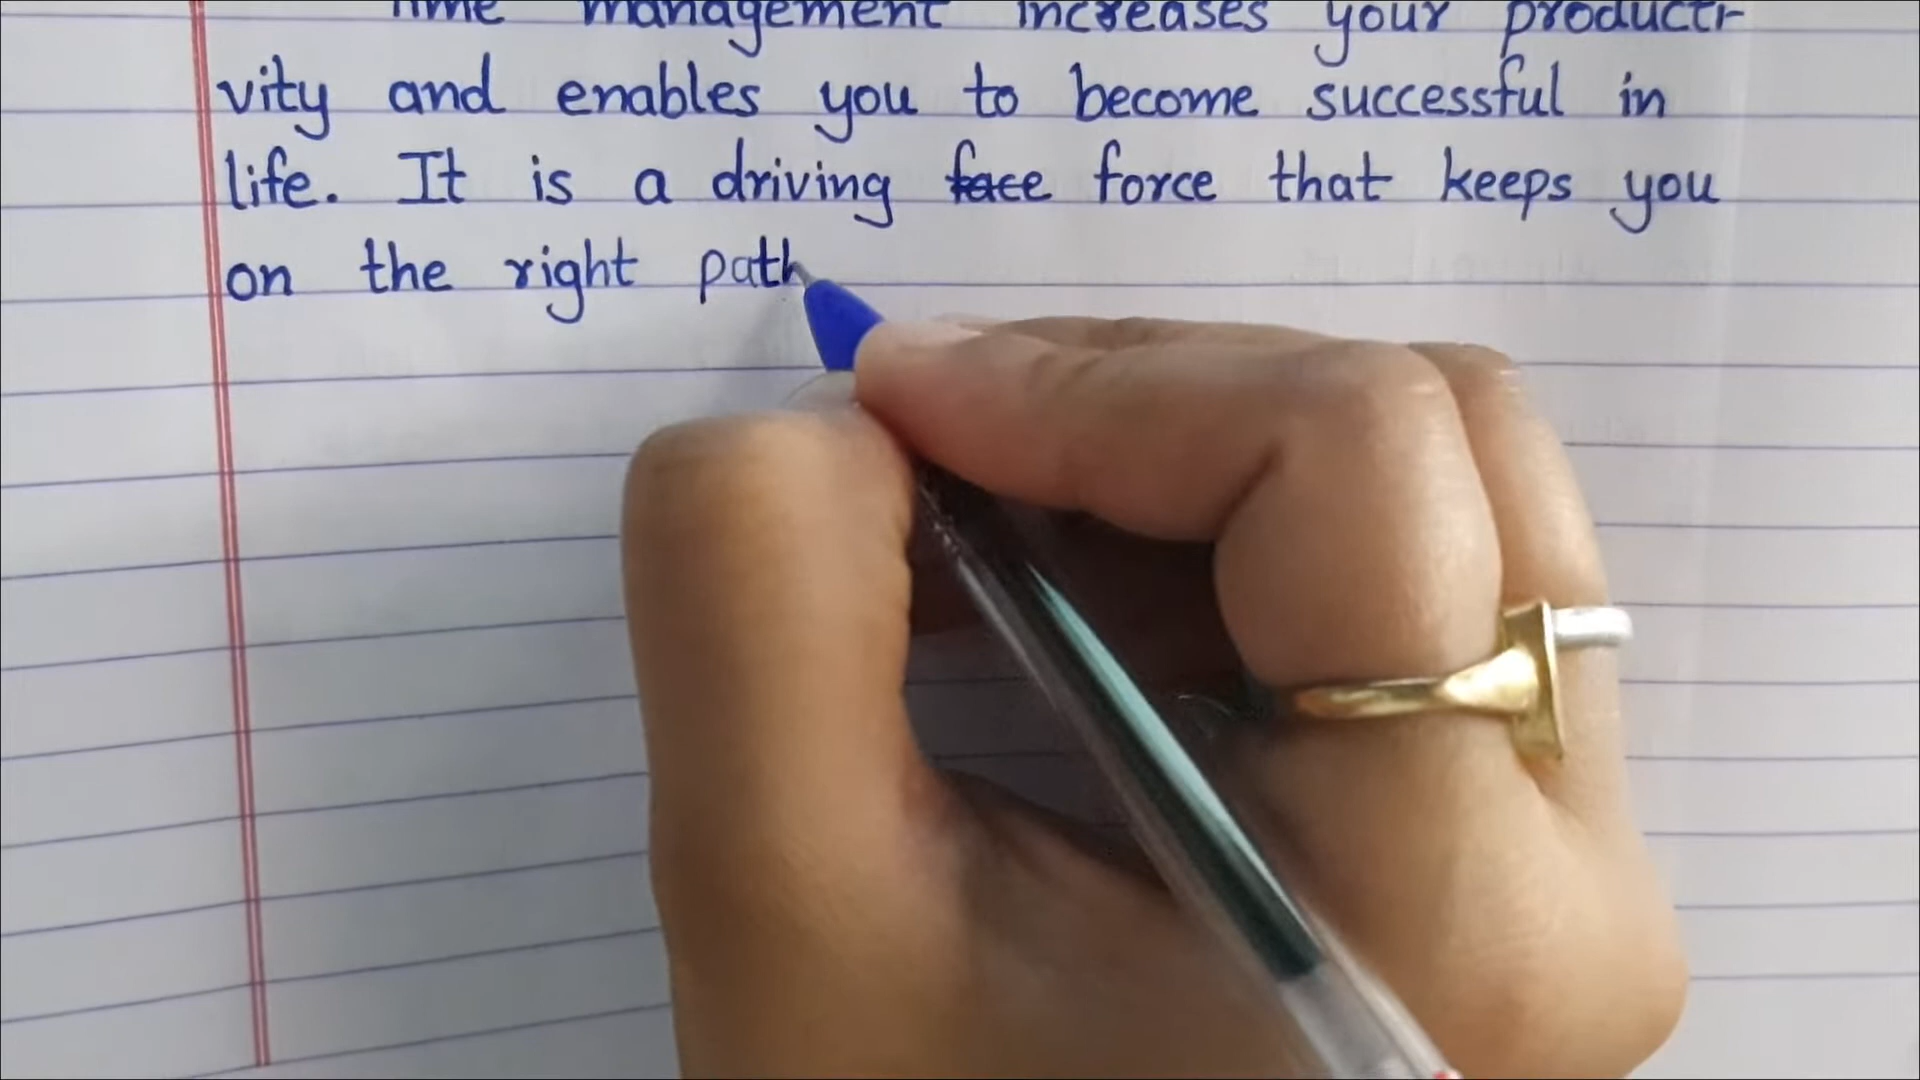 Time management increases your producti-
vity and enables you to become successful in
life. It is a driving face force that keeps you
on the right path